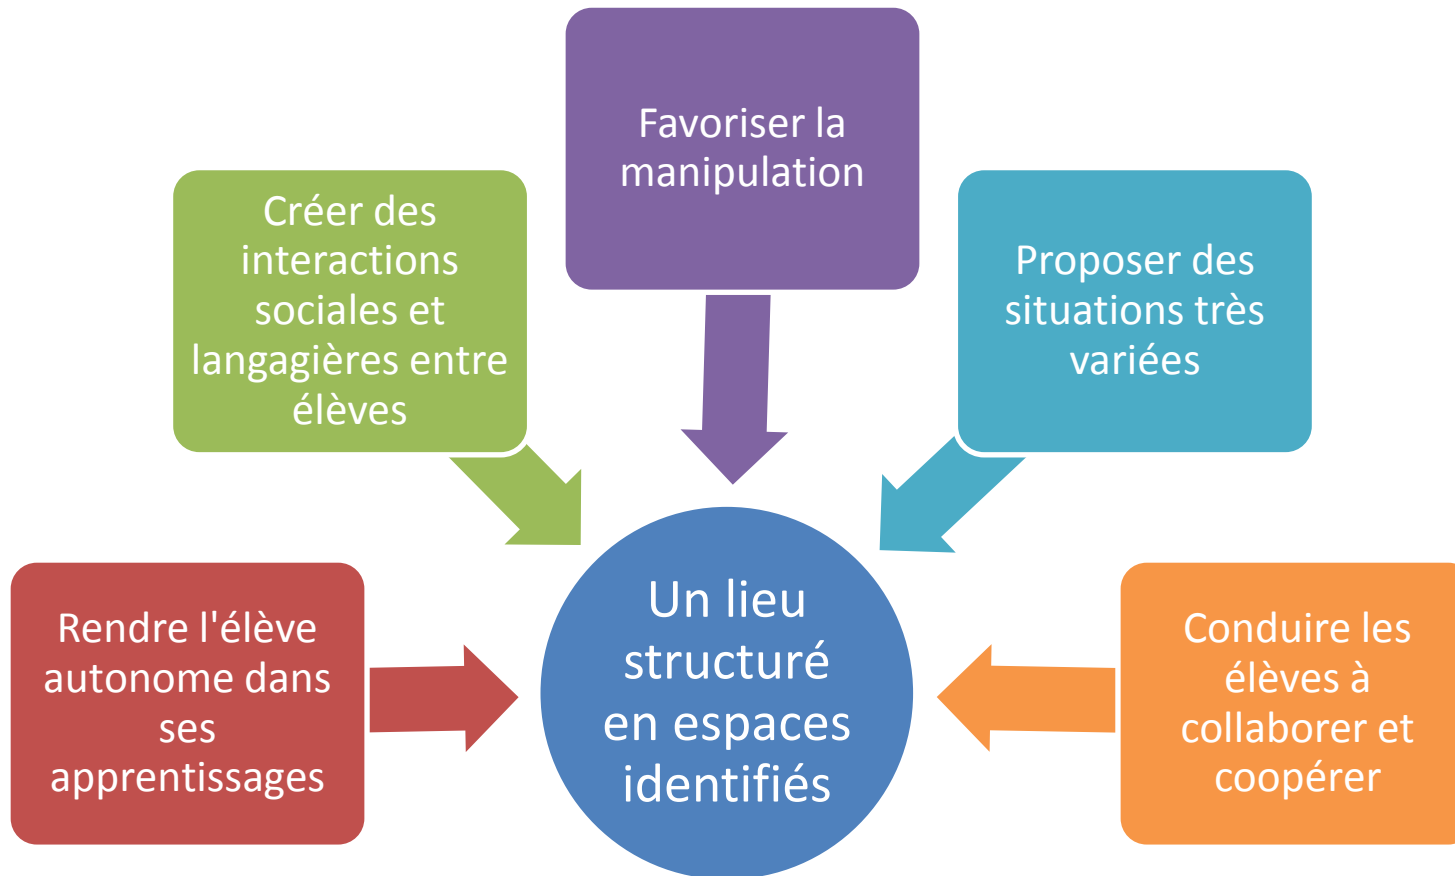 Favoriser la
manipulation
Créer des
interactions
sociales et
langagières entre
élèves
Proposer des
situations très
variées
Rendre l'élève
autonome dans
ses
apprentissages
Un lieu
structuré
en espaces
identifiés
Conduire les
élèves à
collaborer et
coopérer